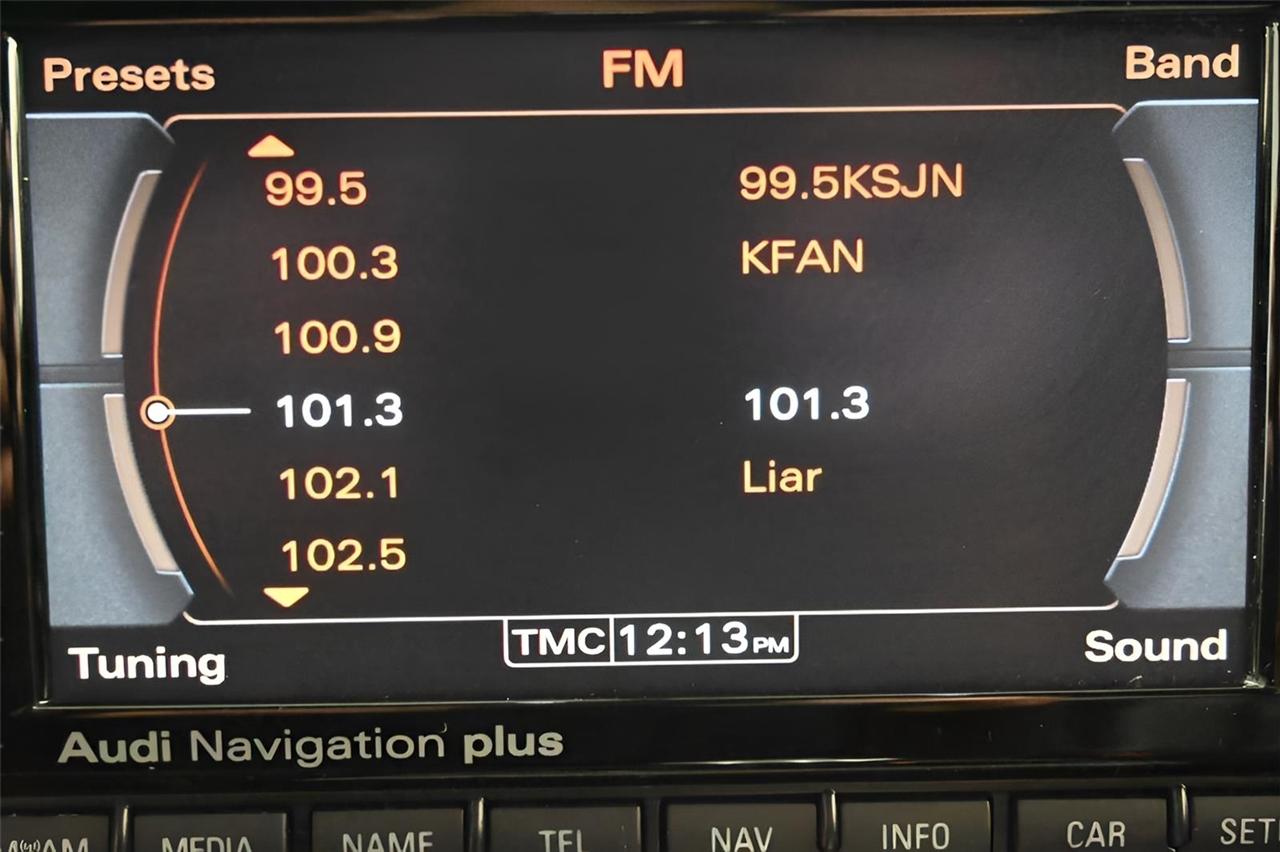 Presets FM Band
99.5 99.5KSJN
100.3 KFAN
100.9
101.3 101.3
102.1 Liar
102.5
TMC 12:13PM
Tuning Sound
Audi Navigation plus
MEDIA NAME TEL NAV INFO CAR SET